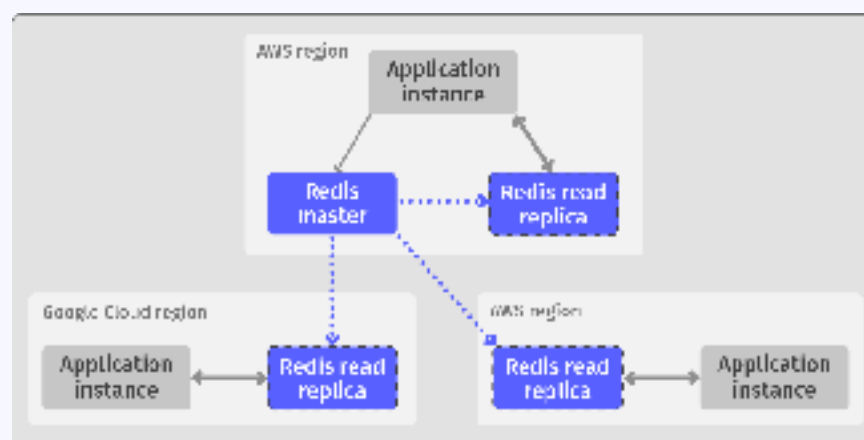 AWS region
Application
instance
Redis
master
Redis read
replica
Google Cloud region
Application
instance
Redis read
replica
AWS region
Redis read
replica
Application
instance